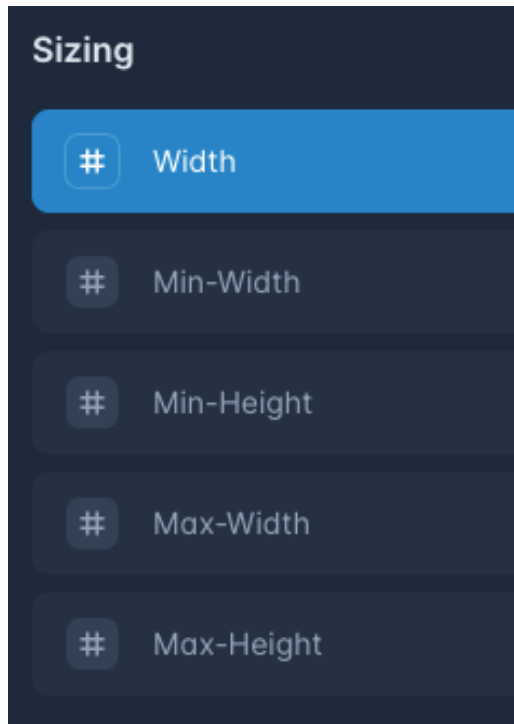 Sizing
# Width
# Min-Width
# Min-Height
# Max-Width
# Max-Height